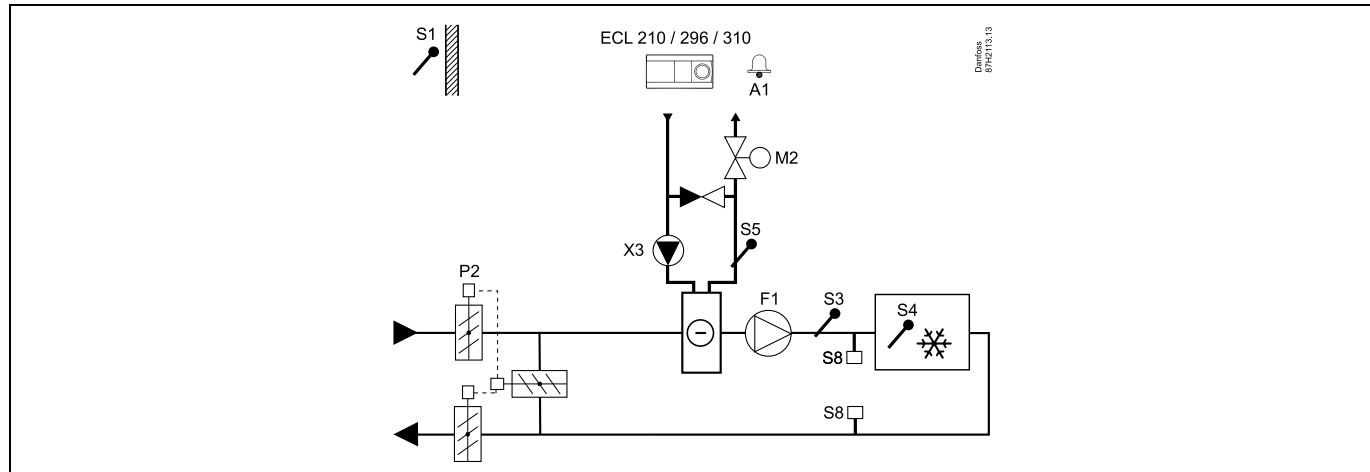 S1
ECL 210 / 296 / 310
Danfoss
87H2113.13
A1
M2
S5
X3
P2
F1
S3
S4
S8
S8